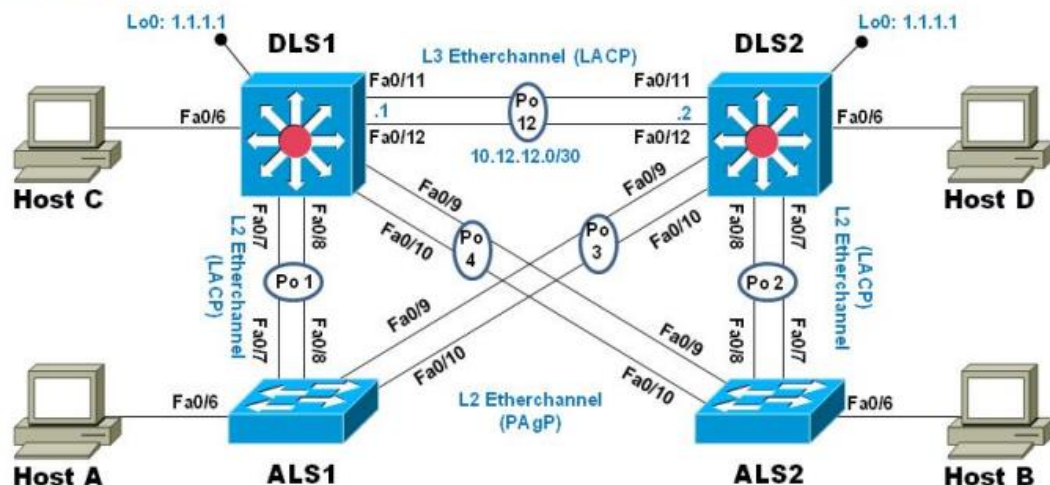 Lo0: 1.1.1.1
Lo0: 1.1.1.1
DLS1
DLS2
L3 Etherchannel (LACP)
Fa0/11
Fa0/11
Fa0/6
.1
Po
12
.2
Fa0/6
Fa0/12
Fa0/12
10.12.12.0/30
Host C
Host D
Fa0/9
Fa0/9
Fa0/10
Fa0/10
Fa0/7
Fa0/8
Po
4
Po
3
Fa0/8
Fa0/7
L2 Etherchannel
(LACP)
Po 1
Po 2
(LACP)
L2 Etherchannel
Fa0/7
Fa0/8
Fa0/9
Fa0/10
Fa0/9
Fa0/10
Fa0/8
Fa0/7
Fa0/6
L2 Etherchannel
(PAgP)
Fa0/6
Host A
ALS1
ALS2
Host B